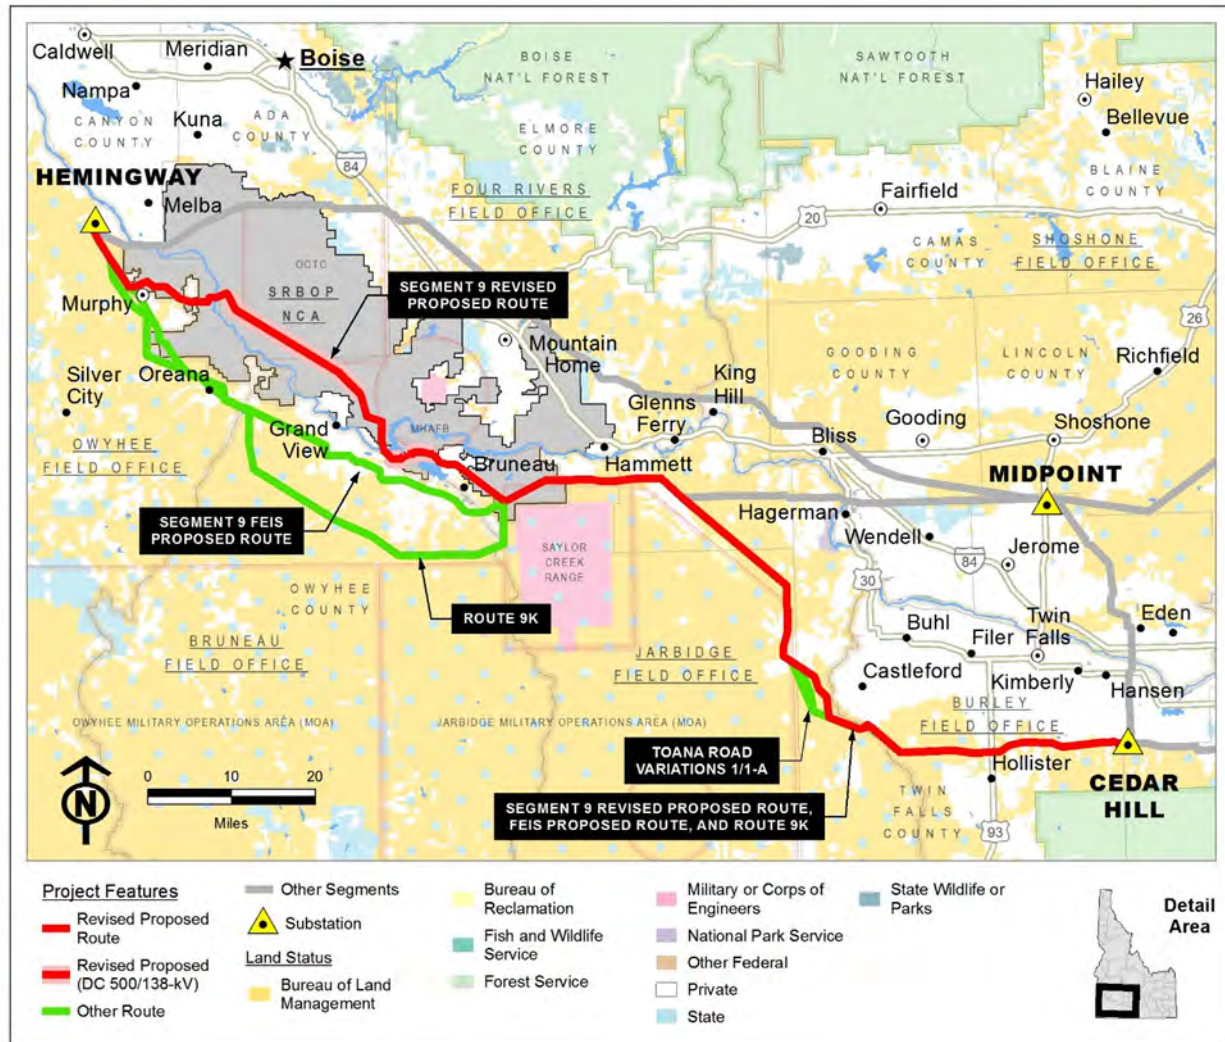 Caldwell
Meridian
Boise
BOISE
NAT'L FOREST
SAWTOOTH
NAT'L FOREST
Hailey
Nampa
CANYON
COUNTY
Kuna
ADA
COUNTY
ELMORE
COUNTY
Bellevue
84
BLAINE
COUNTY
HEMINGWAY
Melba
FOUR RIVERS
FIELD OFFICE
Fairfield
20
CAMAS
COUNTY
SHOSHONE
FIELD OFFICE
OCTC
SRBOP
NCA
SEGMENT 9 REVISED
PROPOSED ROUTE
Murphy
26
Mountain
Home
GOODING
COUNTY
LINCOLN
COUNTY
Richfield
Silver
City
Oreana
King
Hill
Glenns
Ferry
Gooding
Shoshone
OWYHEE
FIELD OFFICE
Grand
View
MHAFB
Bruneau
Hammett
Bliss
MIDPOINT
SEGMENT 9 FEIS
PROPOSED ROUTE
Hagerman
Wendell
SAYLOR
CREEK
RANGE
84
Jerome
OWYHEE
COUNTY
ROUTE 9K
30
Twin
Falls
Eden
BRUNEAU
FIELD OFFICE
JARBIDGE
FIELD OFFICE
Buhl
Filer
Castleford
Kimberly
Hansen
BURLEY
FIELD OFFICE
OWYHEE MILITARY OPERATIONS AREA (MOA)
JARBIDGE MILITARY OPERATIONS AREA (MOA)
TOANA ROAD
VARIATIONS 1/1-A
Hollister
CEDAR
HILL
N
0 10 20
Miles
SEGMENT 9 REVISED PROPOSED ROUTE,
FEIS PROPOSED ROUTE, AND ROUTE 9K
TWIN
FALLS
COUNTY
93
Project Features
Revised Proposed
Route
Revised Proposed
(DC 500/138-kV)
Other Route
Other Segments
Substation
Land Status
Bureau of Land
Management
Bureau of
Reclamation
Fish and Wildlife
Service
Forest Service
Military or Corps of
Engineers
National Park Service
Other Federal
Private
State
State Wildlife or
Parks
Detail
Area